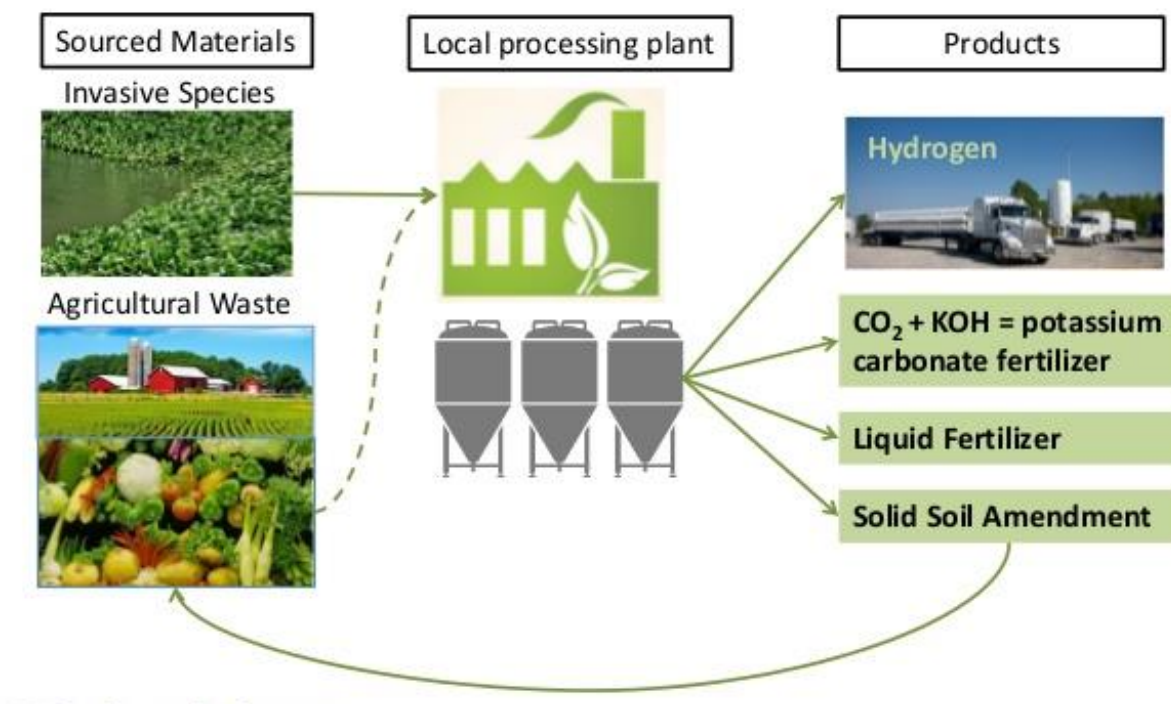 Sourced Materials
Local processing plant
Products
Invasive Species
Agricultural Waste
Hydrogen
CO₂ + KOH = potassium
carbonate fertilizer
Liquid Fertilizer
Solid Soil Amendment